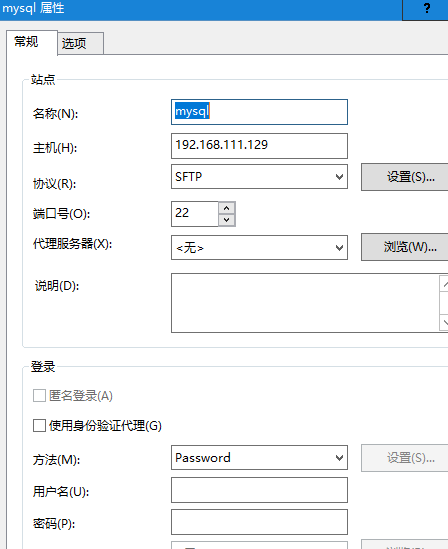 mysql 属性
?
常规 选项
站点
名称(N): mysql
主机(H): 192.168.111.129
协议(R): SFTP 设置(S)...
端口号(O): 22
代理服务器(X): <无> 浏览(W)...
说明(D):
登录
匿名登录(A)
使用身份验证代理(G)
方法(M): Password 设置(S)...
用户名(U):
密码(P):